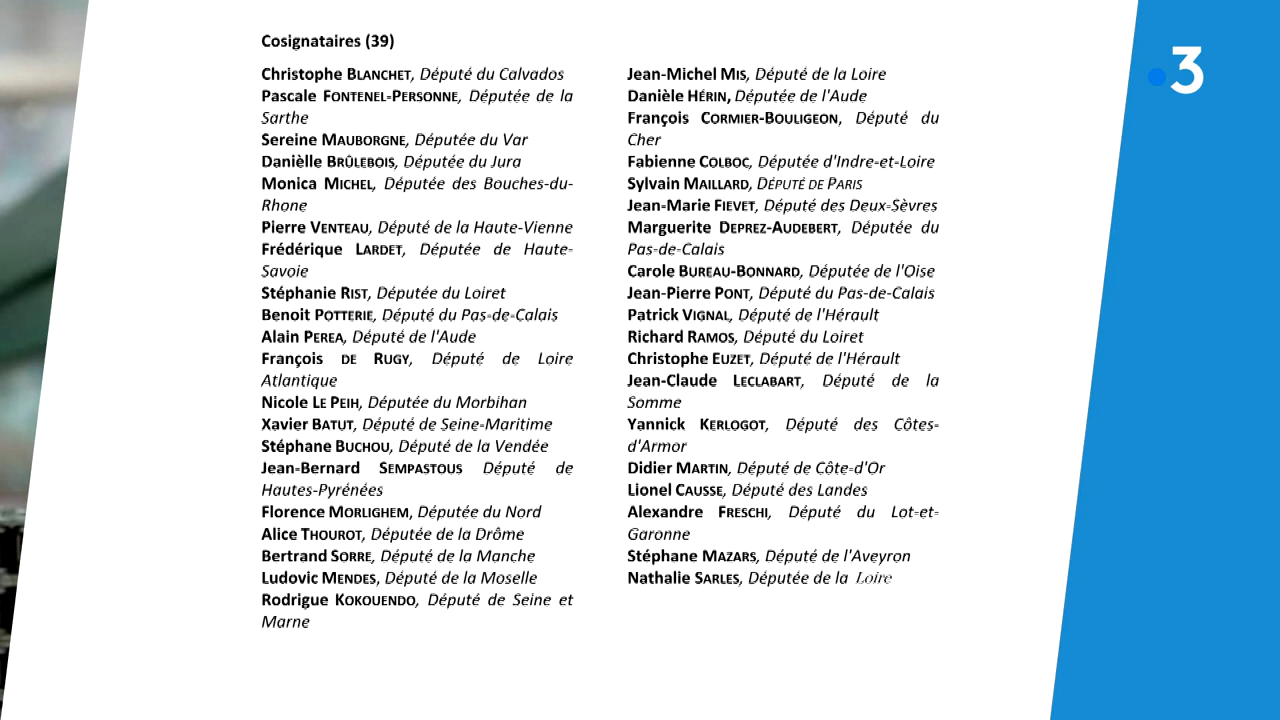 Cosignataires (39)
Christophe BLANCHET, Député du Calvados
Pascale FONTENEL-PERSONNE, Députée de la
Sarthe
Sereine MAUBORGNE, Députée du Var
Danièlle BRÛLEBOIS, Députée du Jura
Monica MICHEL, Députée des Bouches-du-
Rhone
Pierre VENTEAU, Député de la Haute-Vienne
Frédérique LARDET, Députée de Haute-
Savoie
Stéphanie RIST, Députée du Loiret
Benoit POTTERIE, Député du Pas-de-Calais
Alain PEREA, Député de l'Aude
François DE RUGY, Député de Loire
Atlantique
Nicole LE PEIH, Députée du Morbihan
Xavier BATUT, Député de Seine-Maritime
Stéphane BUCHOU, Député de la Vendée
Jean-Bernard SEMPASTOUS Député de
Hautes-Pyrénées
Florence MORLIGHEM, Députée du Nord
Alice THOUROT, Députée de la Drôme
Bertrand SORRE, Député de la Manche
Ludovic MENDES, Député de la Moselle
Rodrigue KOKOUENDO, Député de Seine et
Marne
Jean-Michel MIS, Député de la Loire
Danièle HÉRIN, Députée de l'Aude
François CORMIER-BOULIGEON, Député du
Cher
Fabienne COLBOC, Députée d'Indre-et-Loire
Sylvain MAILLARD, DÉPUTÉ DE PARIS
Jean-Marie FIEVET, Député des Deux-Sèvres
Marguerite DEPREZ-AUDEBERT, Députée du
Pas-de-Calais
Carole BUREAU-BONNARD, Députée de l'Oise
Jean-Pierre PONT, Député du Pas-de-Calais
Patrick VIGNAL, Député de l'Hérault
Richard RAMOS, Député du Loiret
Christophe EUZET, Député de l'Hérault
Jean-Claude LECLABART, Député de la
Somme
Yannick KERLOGOT, Député des Côtes-
d'Armor
Didier MARTIN, Député de Côte-d'Or
Lionel CAUSSE, Député des Landes
Alexandre FRESCHI, Député du Lot-et-
Garonne
Stéphane MAZARS, Député de l'Aveyron
Nathalie SARLES, Députée de la Loire
3